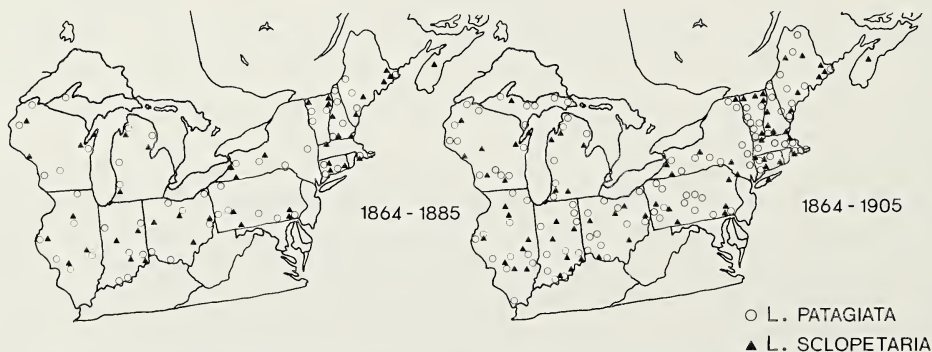 1864 - 1885
1864 - 1905
○ L. PATAGIATA
▲ L. SCLOPETARIA